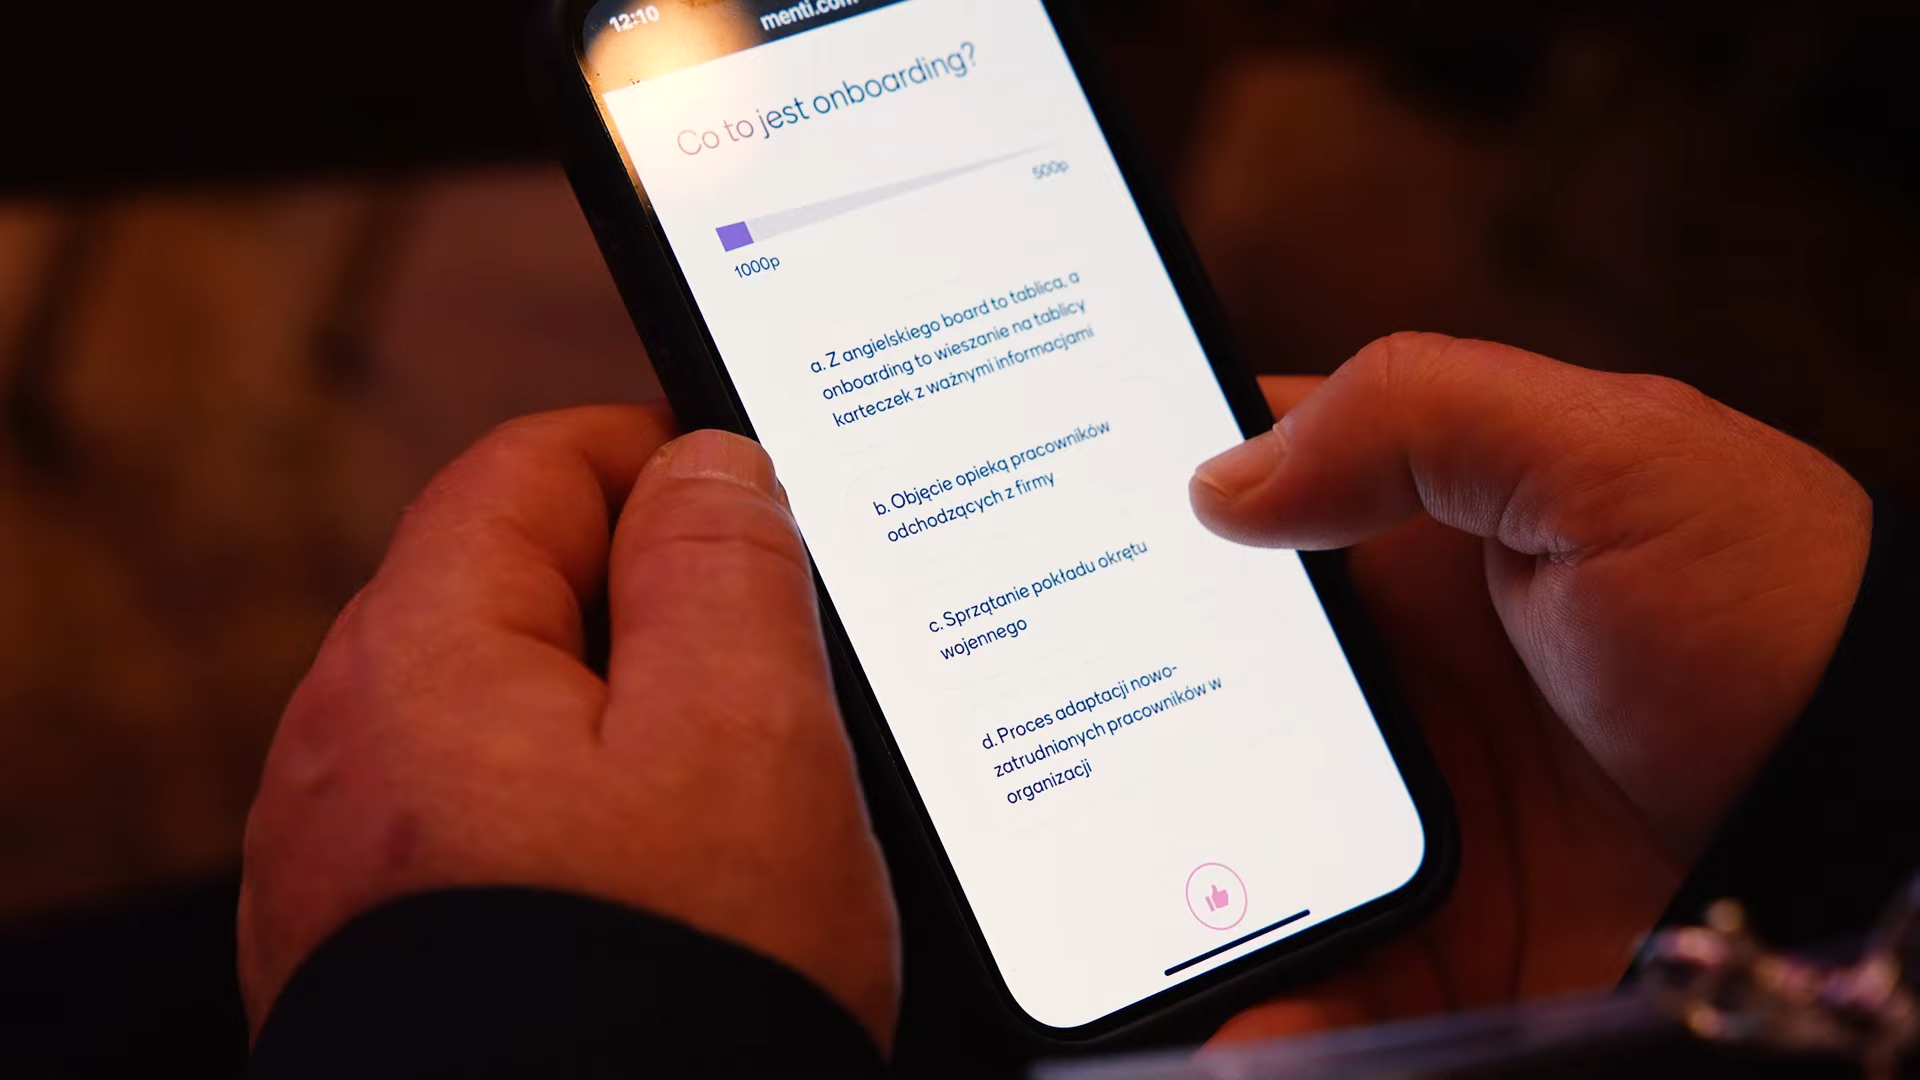 12:10
menti.com
Co to jest onboarding?
500p
1000p
a. Z angielskiego board to tablica, a
onboarding to wieszanie na tablicy
karteczek z ważnymi informacjami
b. Objęcie opieką pracowników
odchodzących z firmy
c. Sprzątanie pokładu okrętu
wojennego
d. Proces adaptacji nowo-
zatrudnionych pracowników w
organizacji